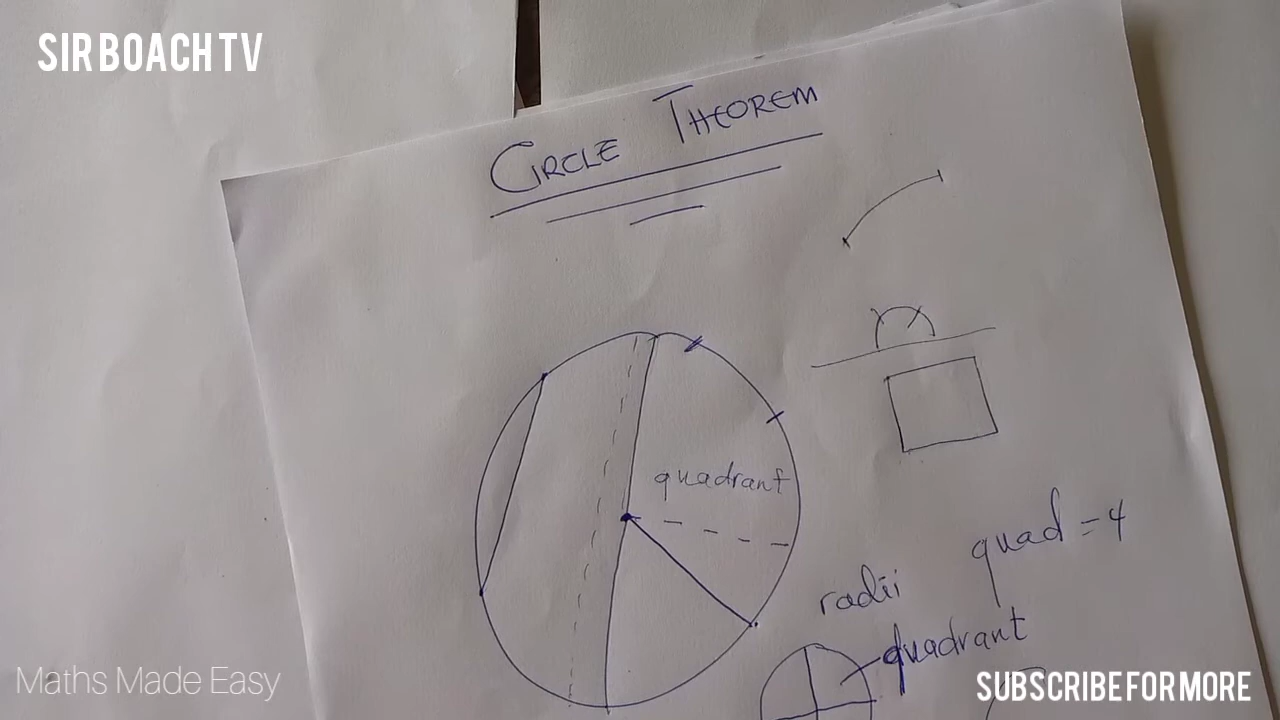 SIR BOACH TV
CIRCLE THEOREM
quadrant
quad = 4
radii
quadrant
Maths Made Easy
SUBSCRIBE FOR MORE